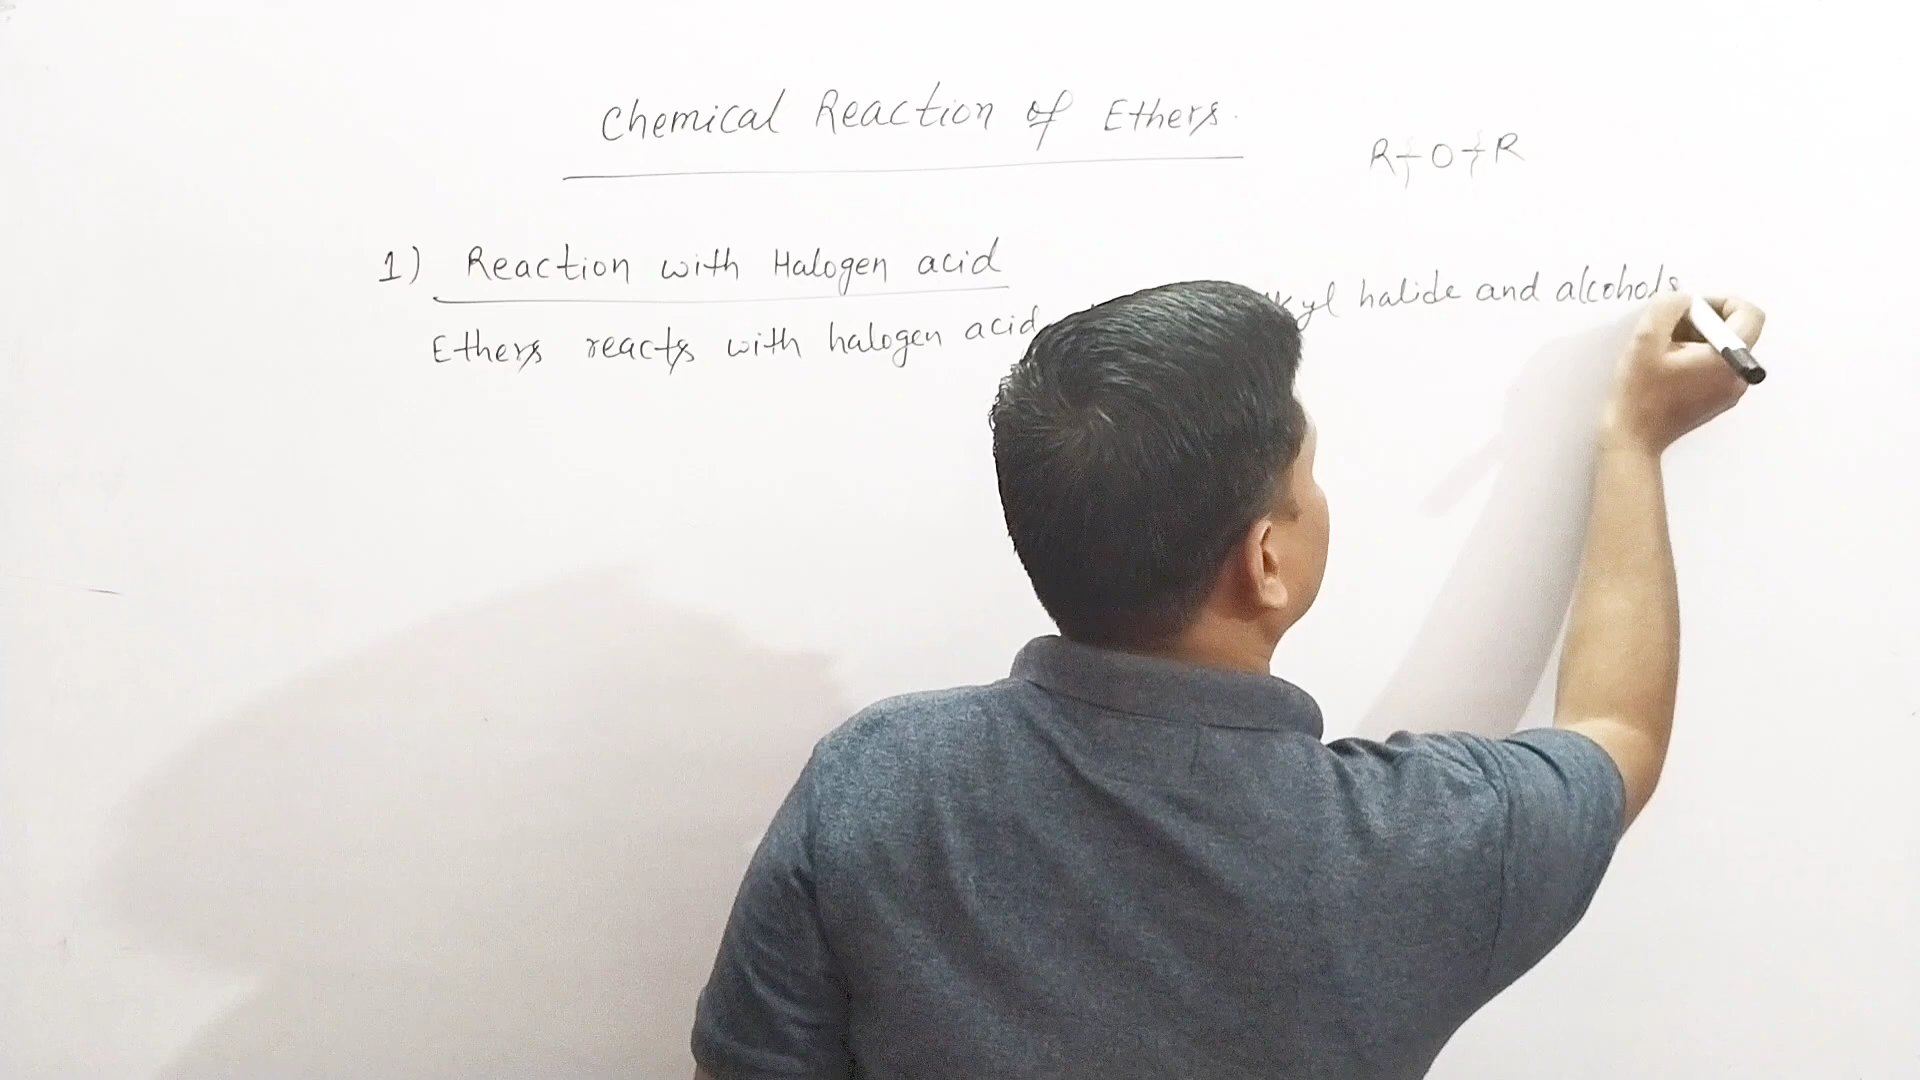 Chemical Reaction of Ethers.
R-O-R
1) Reaction with Halogen acid
Ethers reacts with halogen acid halide and alcohols